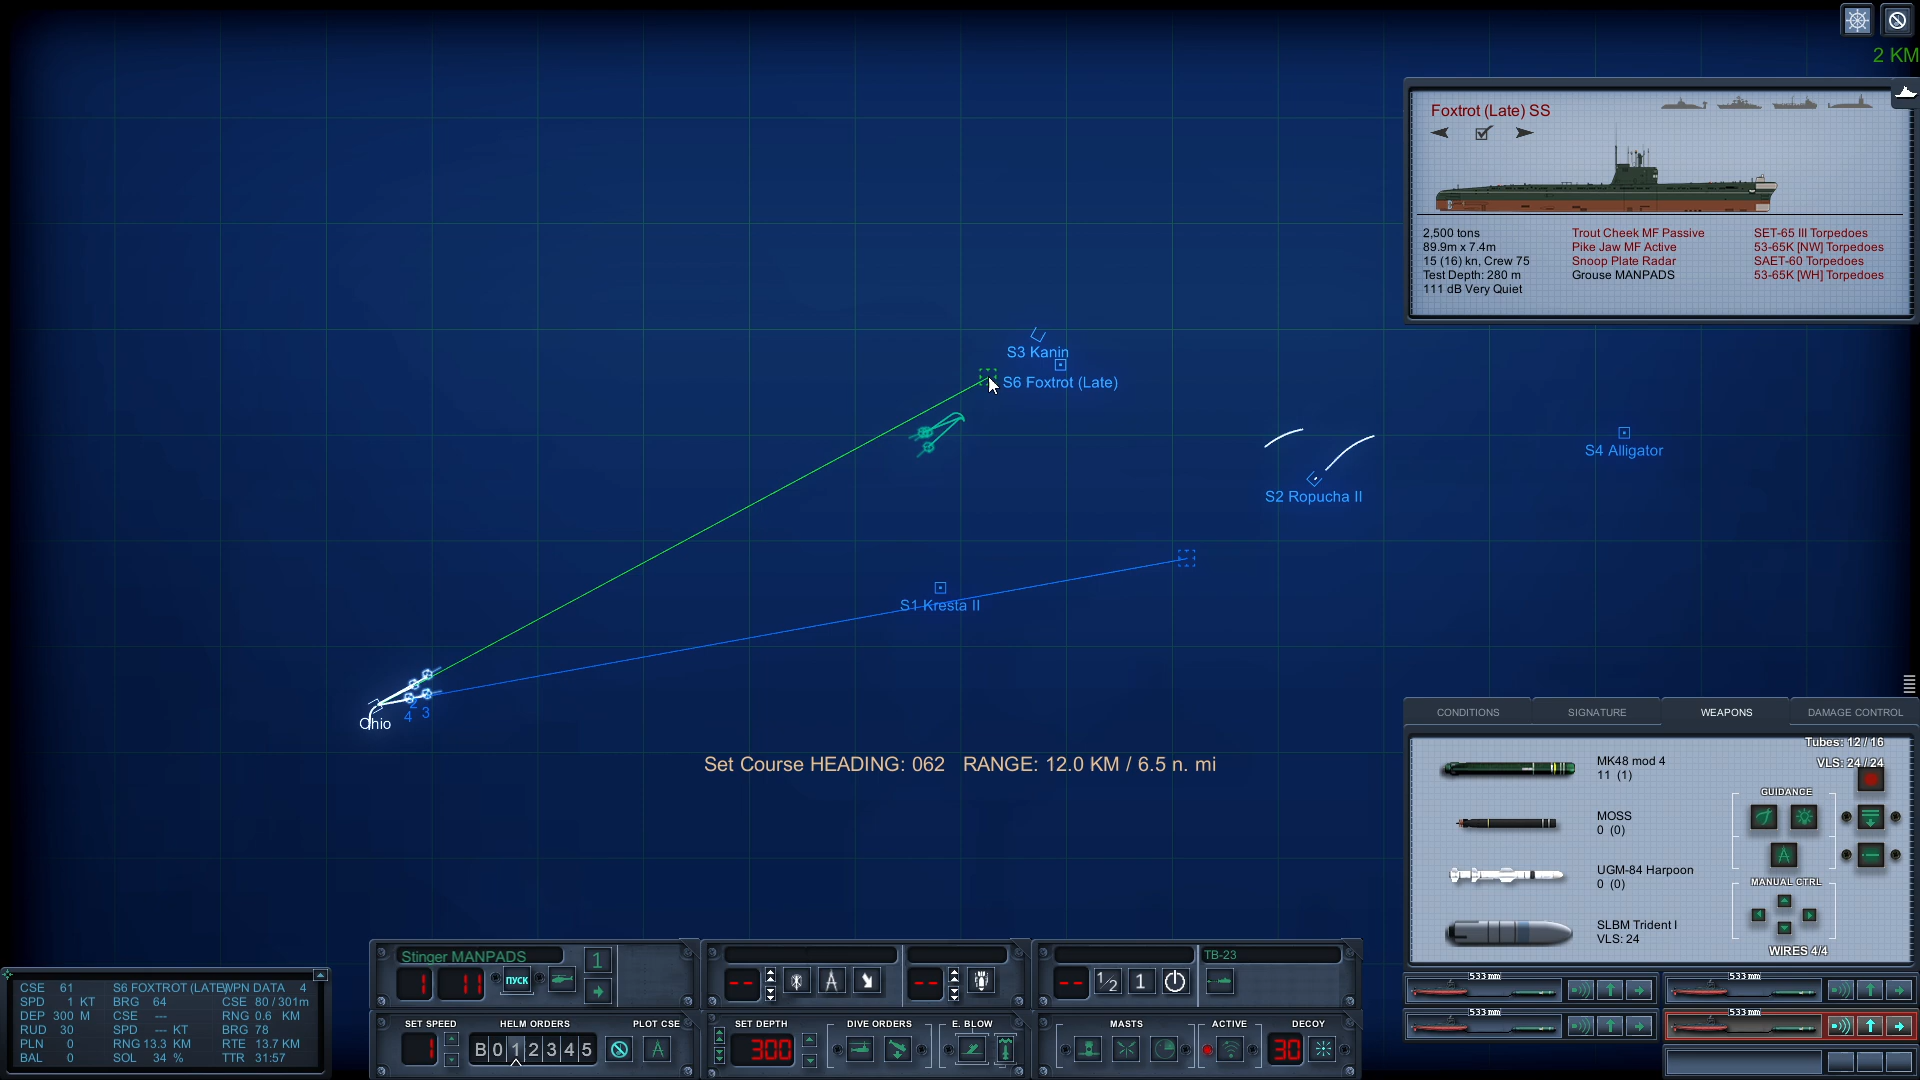 2 KM
Foxtrot (Late) SS
2,500 tons
89.9m x 7.4m
15 (16) kn, Crew 75
Test Depth: 280 m
111 dB Very Quiet
Trout Cheek MF Passive
Pike Jaw MF Active
Snoop Plate Radar
Grouse MANPADS
SET-65 III Torpedoes
53-65K [NW] Torpedoes
SAET-60 Torpedoes
53-65K [WH] Torpedoes
S3 Kanin
S6 Foxtrot (Late)
S4 Alligator
S2 Ropucha II
S1 Kresta II
Ohio
2
4 3
Set Course HEADING: 062 RANGE: 12.0 KM / 6.5 n. mi
CONDITIONS SIGNATURE WEAPONS DAMAGE CONTROL
Tubes: 12 / 16
VLS: 24 / 24
MK48 mod 4
11 (1)
MOSS
0 (0)
UGM-84 Harpoon
0 (0)
SLBM Trident I
VLS: 24
GUIDANCE
MANUAL CTRL
WIRES 4/4
533 mm 533 mm
533 mm 533 mm
CSE 61
SPD 1 KT
DEP 300 M
RUD 30
PLN 0
BAL 0
S6 FOXTROT (LATE)
BRG 64
CSE ---
SPD --- KT
RNG 13.3 KM
SOL 34 %
WPN DATA 4
CSE 80 / 301m
RNG 0.6 KM
BRG 78
RTE 13.7 KM
TTR 31:57
Stinger MANPADS 1
1 11 ПУСК
-- --
-- 1/2 1
TB-23
SET SPEED HELM ORDERS PLOT CSE
1 B 0 1 2 3 4 5
SET DEPTH DIVE ORDERS E. BLOW
300
MASTS ACTIVE DECOY
30